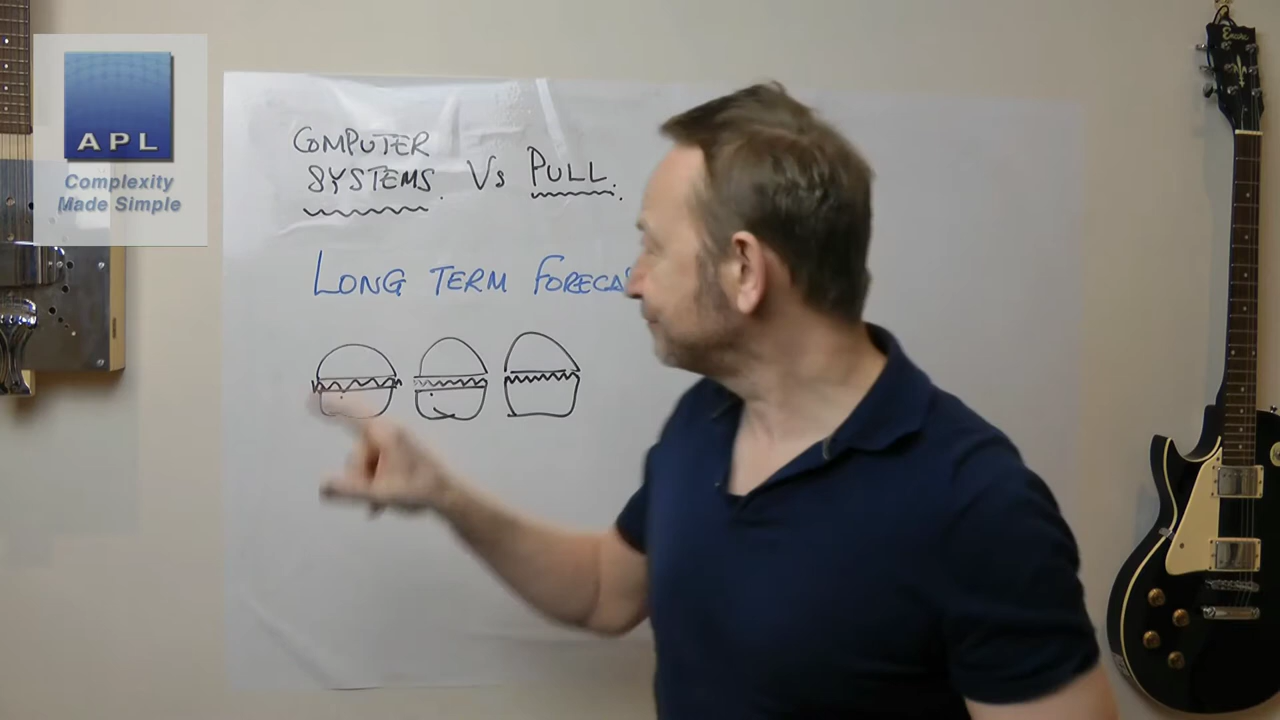 APL
Complexity
Made Simple
COMPUTER
SYSTEMS. Vs PULL.
LONG TERM